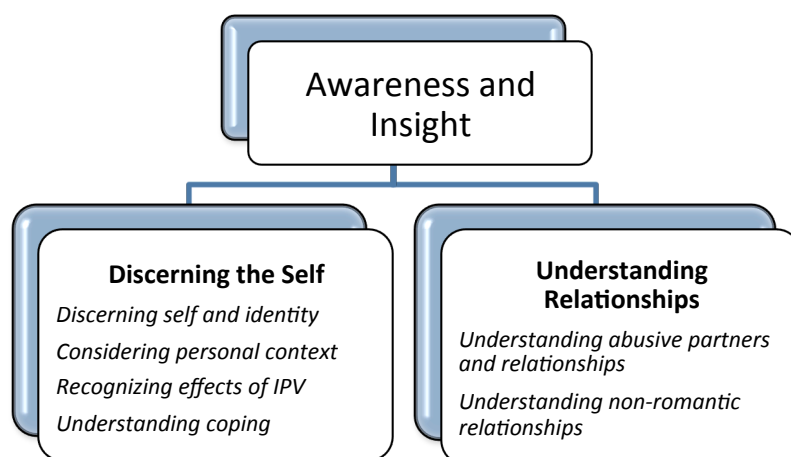 Awareness and
Insight
Discerning the Self
Discerning self and identity
Considering personal context
Recognizing effects of IPV
Understanding coping
Understanding
Relationships
Understanding abusive partners
and relationships
Understanding non-romantic
relationships